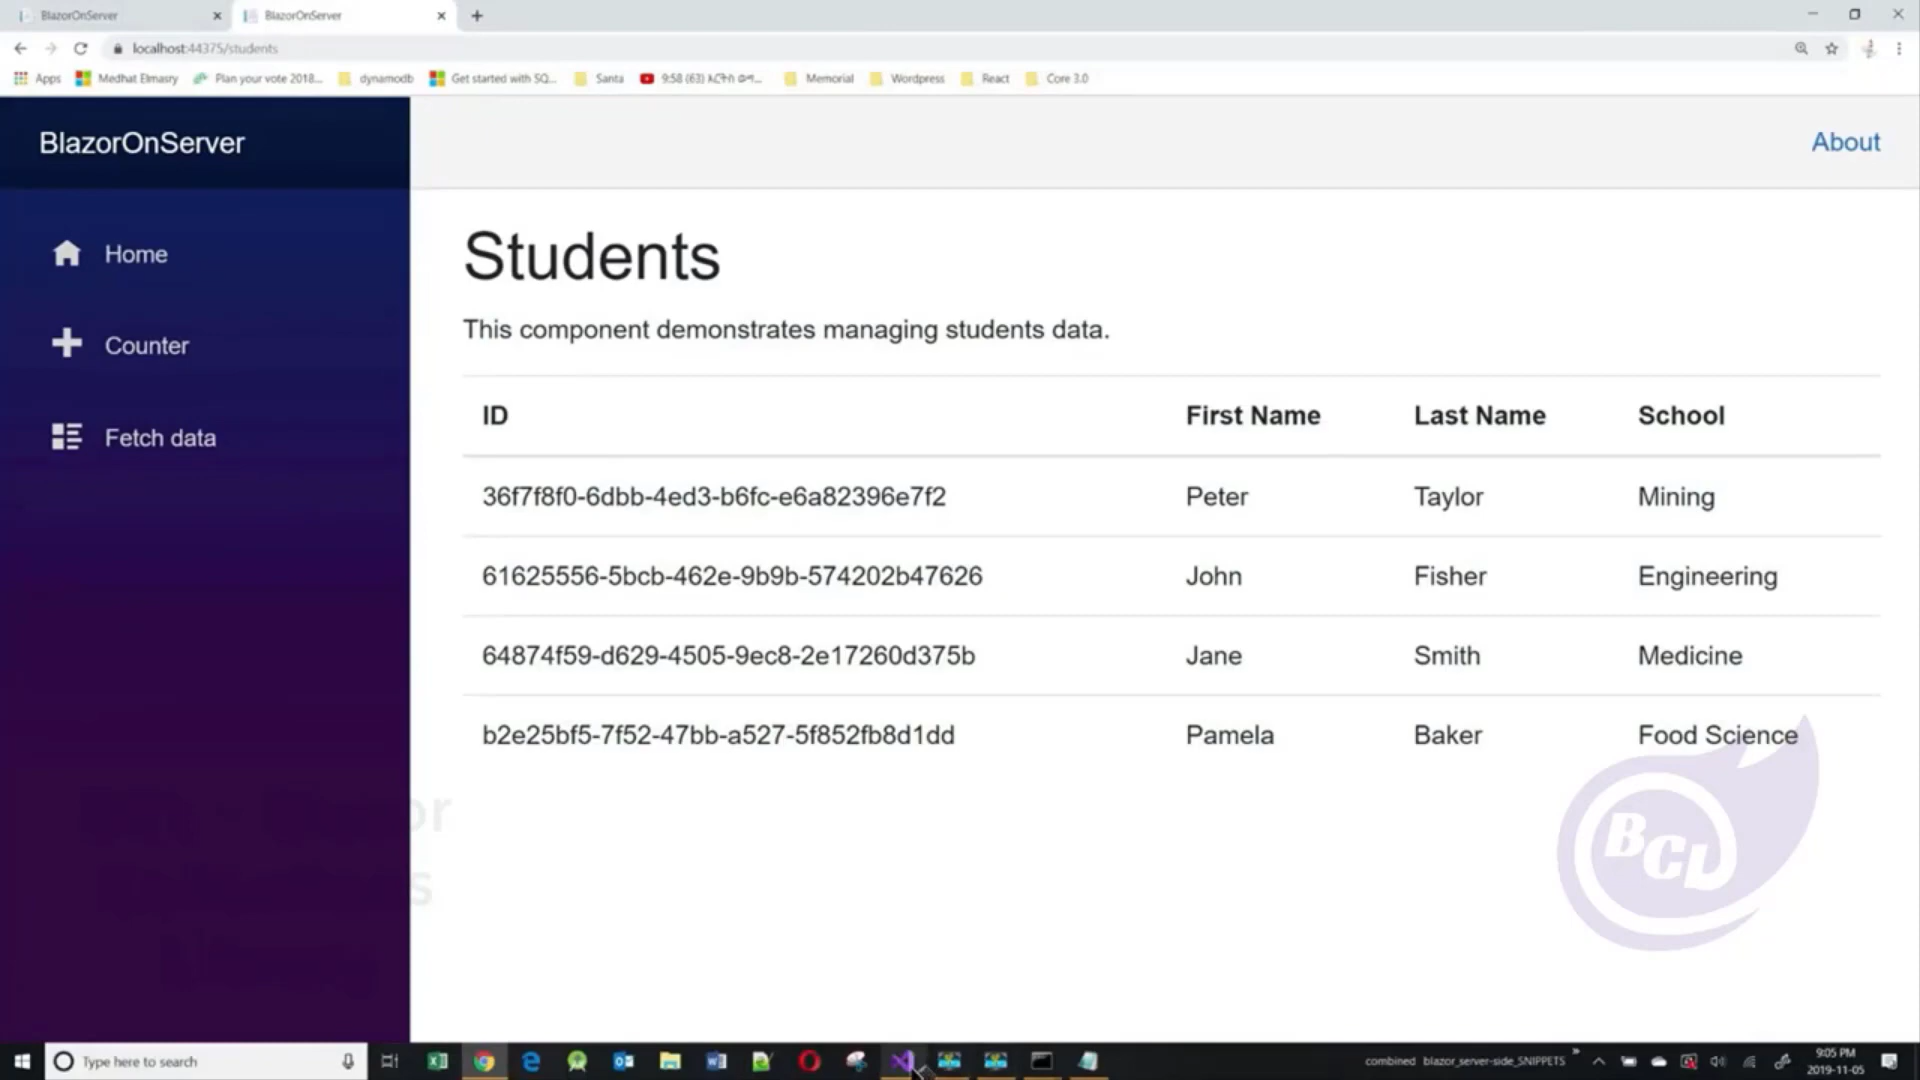 BlazorOnServer
BlazorOnServer
localhost:44375/students
Apps
Medhat Elmasry
Plan your vote 2018...
dynamodb
Get started with SQ...
Santa
9:58 (63)
Memorial
Wordpress
React
Core 3.0
BlazorOnServer
About
Home
Counter
Fetch data
Students
This component demonstrates managing students data.
ID First Name Last Name School
36f7f8f0-6dbb-4ed3-b6fc-e6a82396e7f2 Peter Taylor Mining
61625556-5bcb-462e-9b9b-574202b47626 John Fisher Engineering
64874f59-d629-4505-9ec8-2e17260d375b Jane Smith Medicine
b2e25bf5-7f52-47bb-a527-5f852fb8d1dd Pamela Baker Food Science
BCL
Type here to search
combined blazor_server-side_SNIPPETS
9:05 PM
2019-11-05